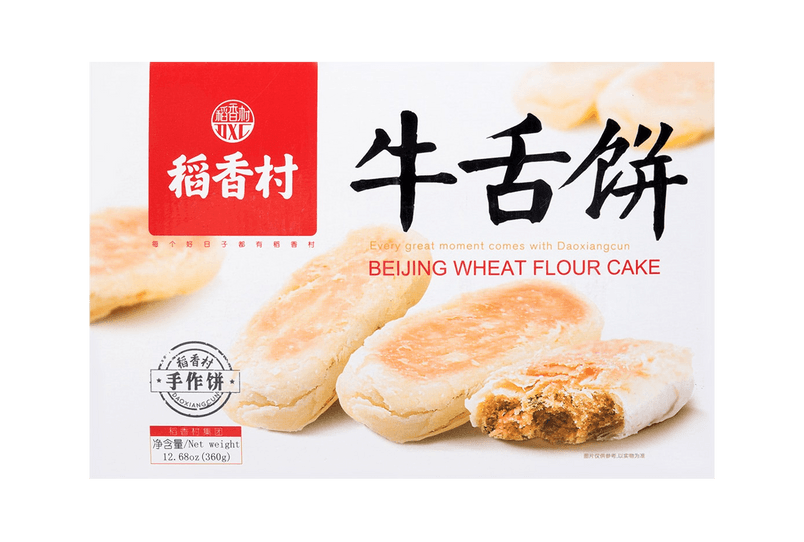 稻香村
DXC
稻香村
每个好日子都有稻香村
牛舌饼
Every great moment comes with Daoxiangcun
BEIJING WHEAT FLOUR CAKE
稻香村
手作饼
DAOXIANGCUN
稻香村集团
净含量/Net weight
12.68oz(360g)
图片仅供参考,以实物为准